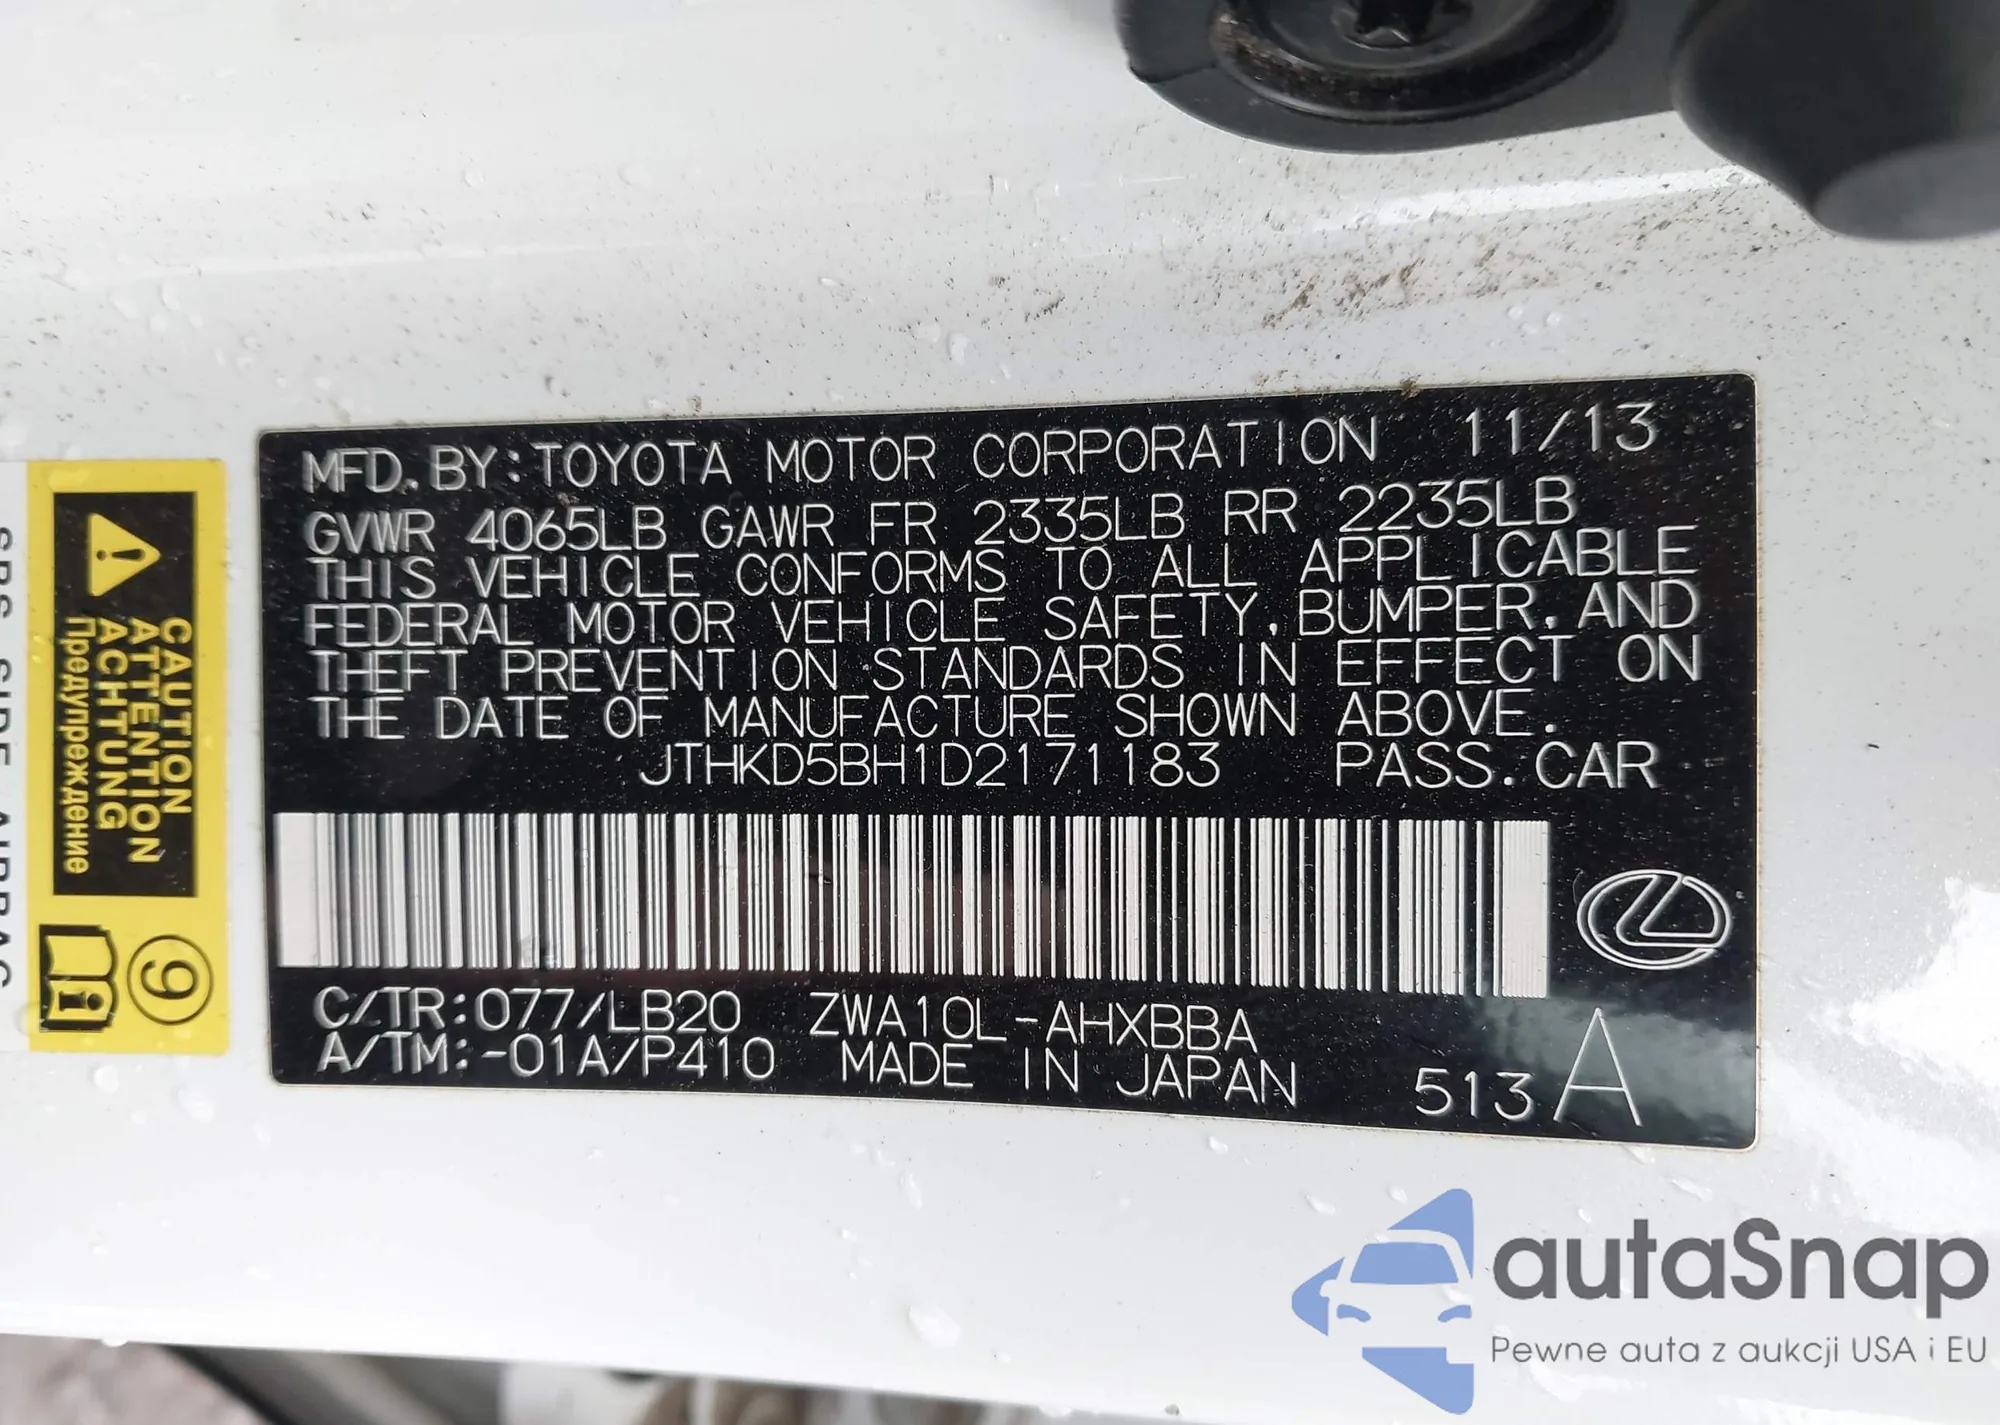 MFD. BY: TOYOTA MOTOR CORPORATION 11/13
GVWR 4065LB GAWR FR 2335LB RR 2235LB
THIS VEHICLE CONFORMS TO ALL APPLICABLE
FEDERAL MOTOR VEHICLE SAFETY, BUMPER, AND
THEFT PREVENTION STANDARDS IN EFFECT ON
THE DATE OF MANUFACTURE SHOWN ABOVE.
JTHKD5BH1D2171183 PASS. CAR
C/TR: 077/LB20 ZWA10L-AHXBBA
A/TM: -01A/P410 MADE IN JAPAN 513 A
CAUTION
ATTENTION
ACHTUNG
Предупреждение
9
i
SRS SIDE AIRBAG
autaSnap
Pewne auta z aukcji USA i EU